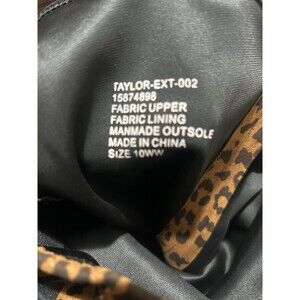 TAYLOR-EXT-002
15874898
FABRIC UPPER
FABRIC LINING
MANMADE OUTSOLE
MADE IN CHINA
SIZE 10WW